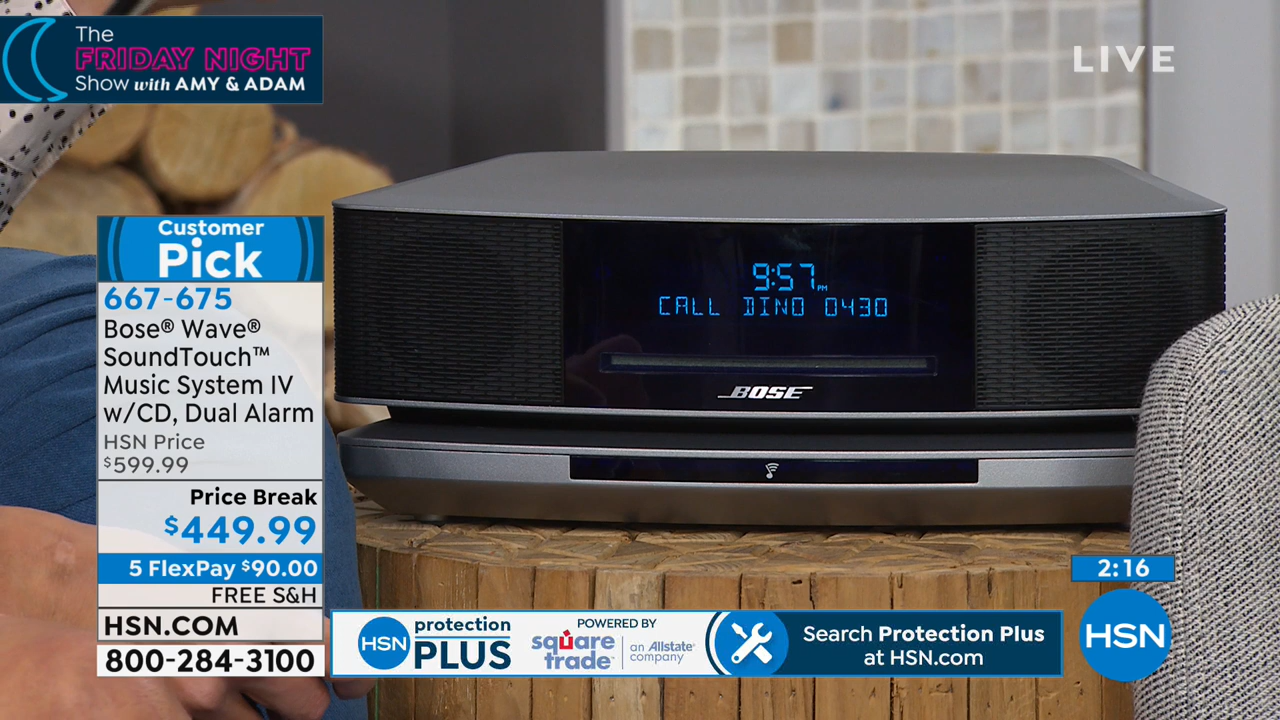 The
FRIDAY NIGHT
Show with AMY & ADAM
LIVE
Customer
Pick
667-675
Bose® Wave®
SoundTouch™
Music System IV
w/CD, Dual Alarm
HSN Price
$599.99
Price Break
$449.99
5 FlexPay $90.00
FREE S&H
HSN.COM
800-284-3100
9:57 PM
CALL DINO 0430
BOSE
2:16
HSN
protection
PLUS
POWERED BY
square
trade
an Allstate®
company
Search Protection Plus
at HSN.com
HSN